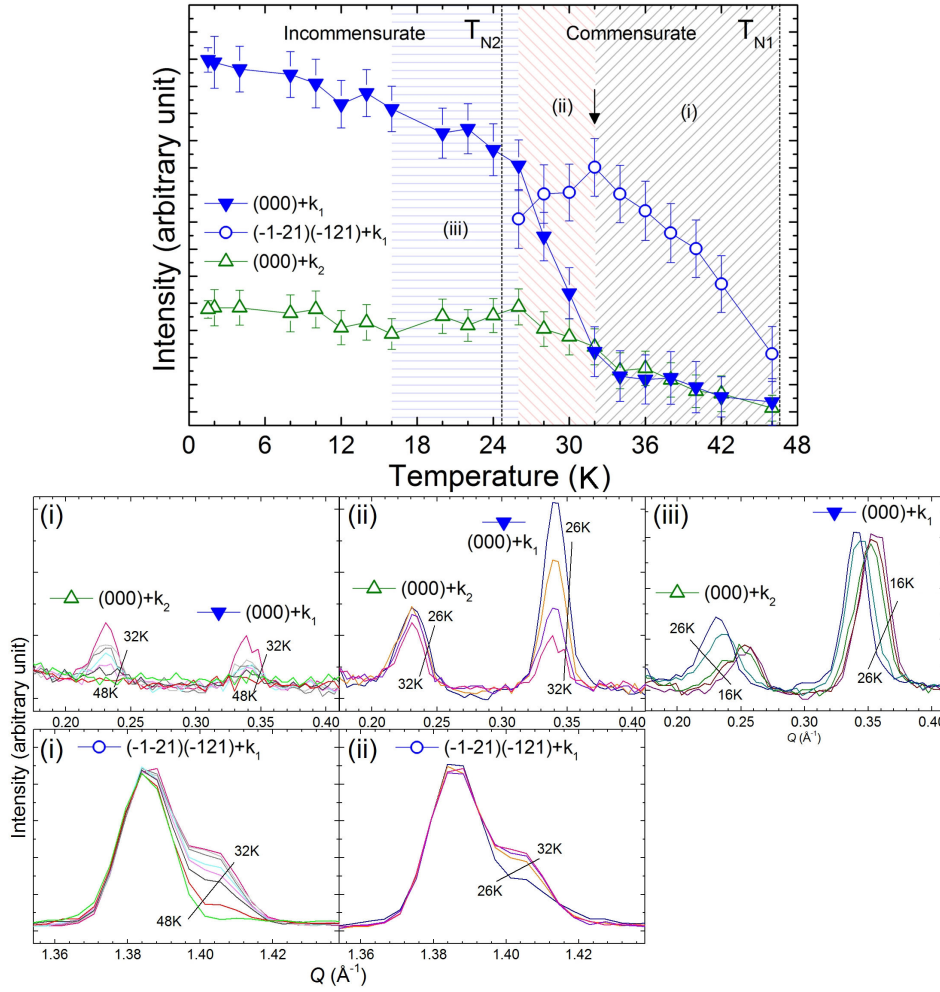 Incommensurate T_N2 Commensurate T_N1
(ii)
(i)
(000)+k₁
(-1-21)(-121)+k₁
(iii)
(000)+k₂
Intensity (arbitrary unit)
0 6 12 18 24 30 36 42 48
Temperature (K)
(i)
(000)+k₂
(000)+k₁
32K
32K
48K
48K
0.20 0.25 0.30 0.35 0.40
(ii)
(000)+k₁
26K
(000)+k₂
26K
32K
32K
0.20 0.25 0.30 0.35 0.40
(iii)
(000)+k₁
(000)+k₂
16K
26K
16K
26K
0.20 0.25 0.30 0.35 0.40
Q (Å⁻¹)
Intensity (arbitrary unit)
(i)
(-1-21)(-121)+k₁
32K
48K
1.36 1.38 1.40 1.42
(ii)
(-1-21)(-121)+k₁
32K
26K
1.36 1.38 1.40 1.42
Q (Å⁻¹)